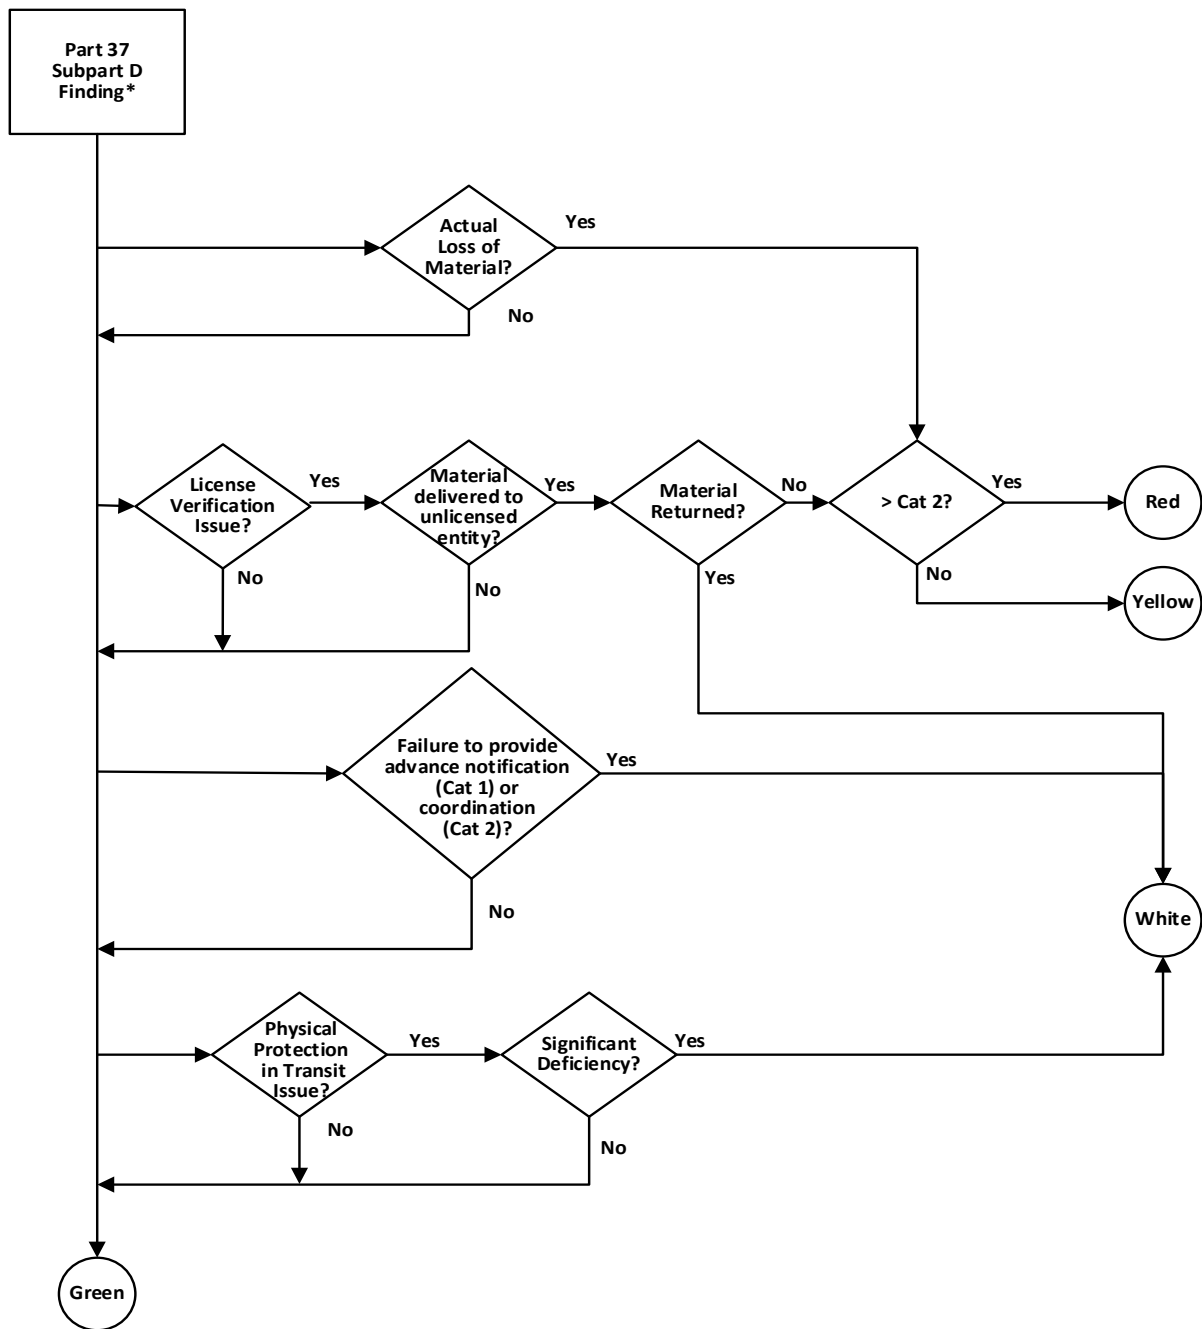 Part 37
Subpart D
Finding*
Actual
Loss of
Material?
Yes
No
License
Verification
Issue?
Yes
No
Material
delivered to
unlicensed
entity?
Yes
No
Material
Returned?
No
Yes
> Cat 2?
Yes
No
Red
Yellow
Failure to provide
advance notification
(Cat 1) or
coordination
(Cat 2)?
Yes
No
White
Physical
Protection
in Transit
Issue?
Yes
No
Significant
Deficiency?
Yes
No
Green